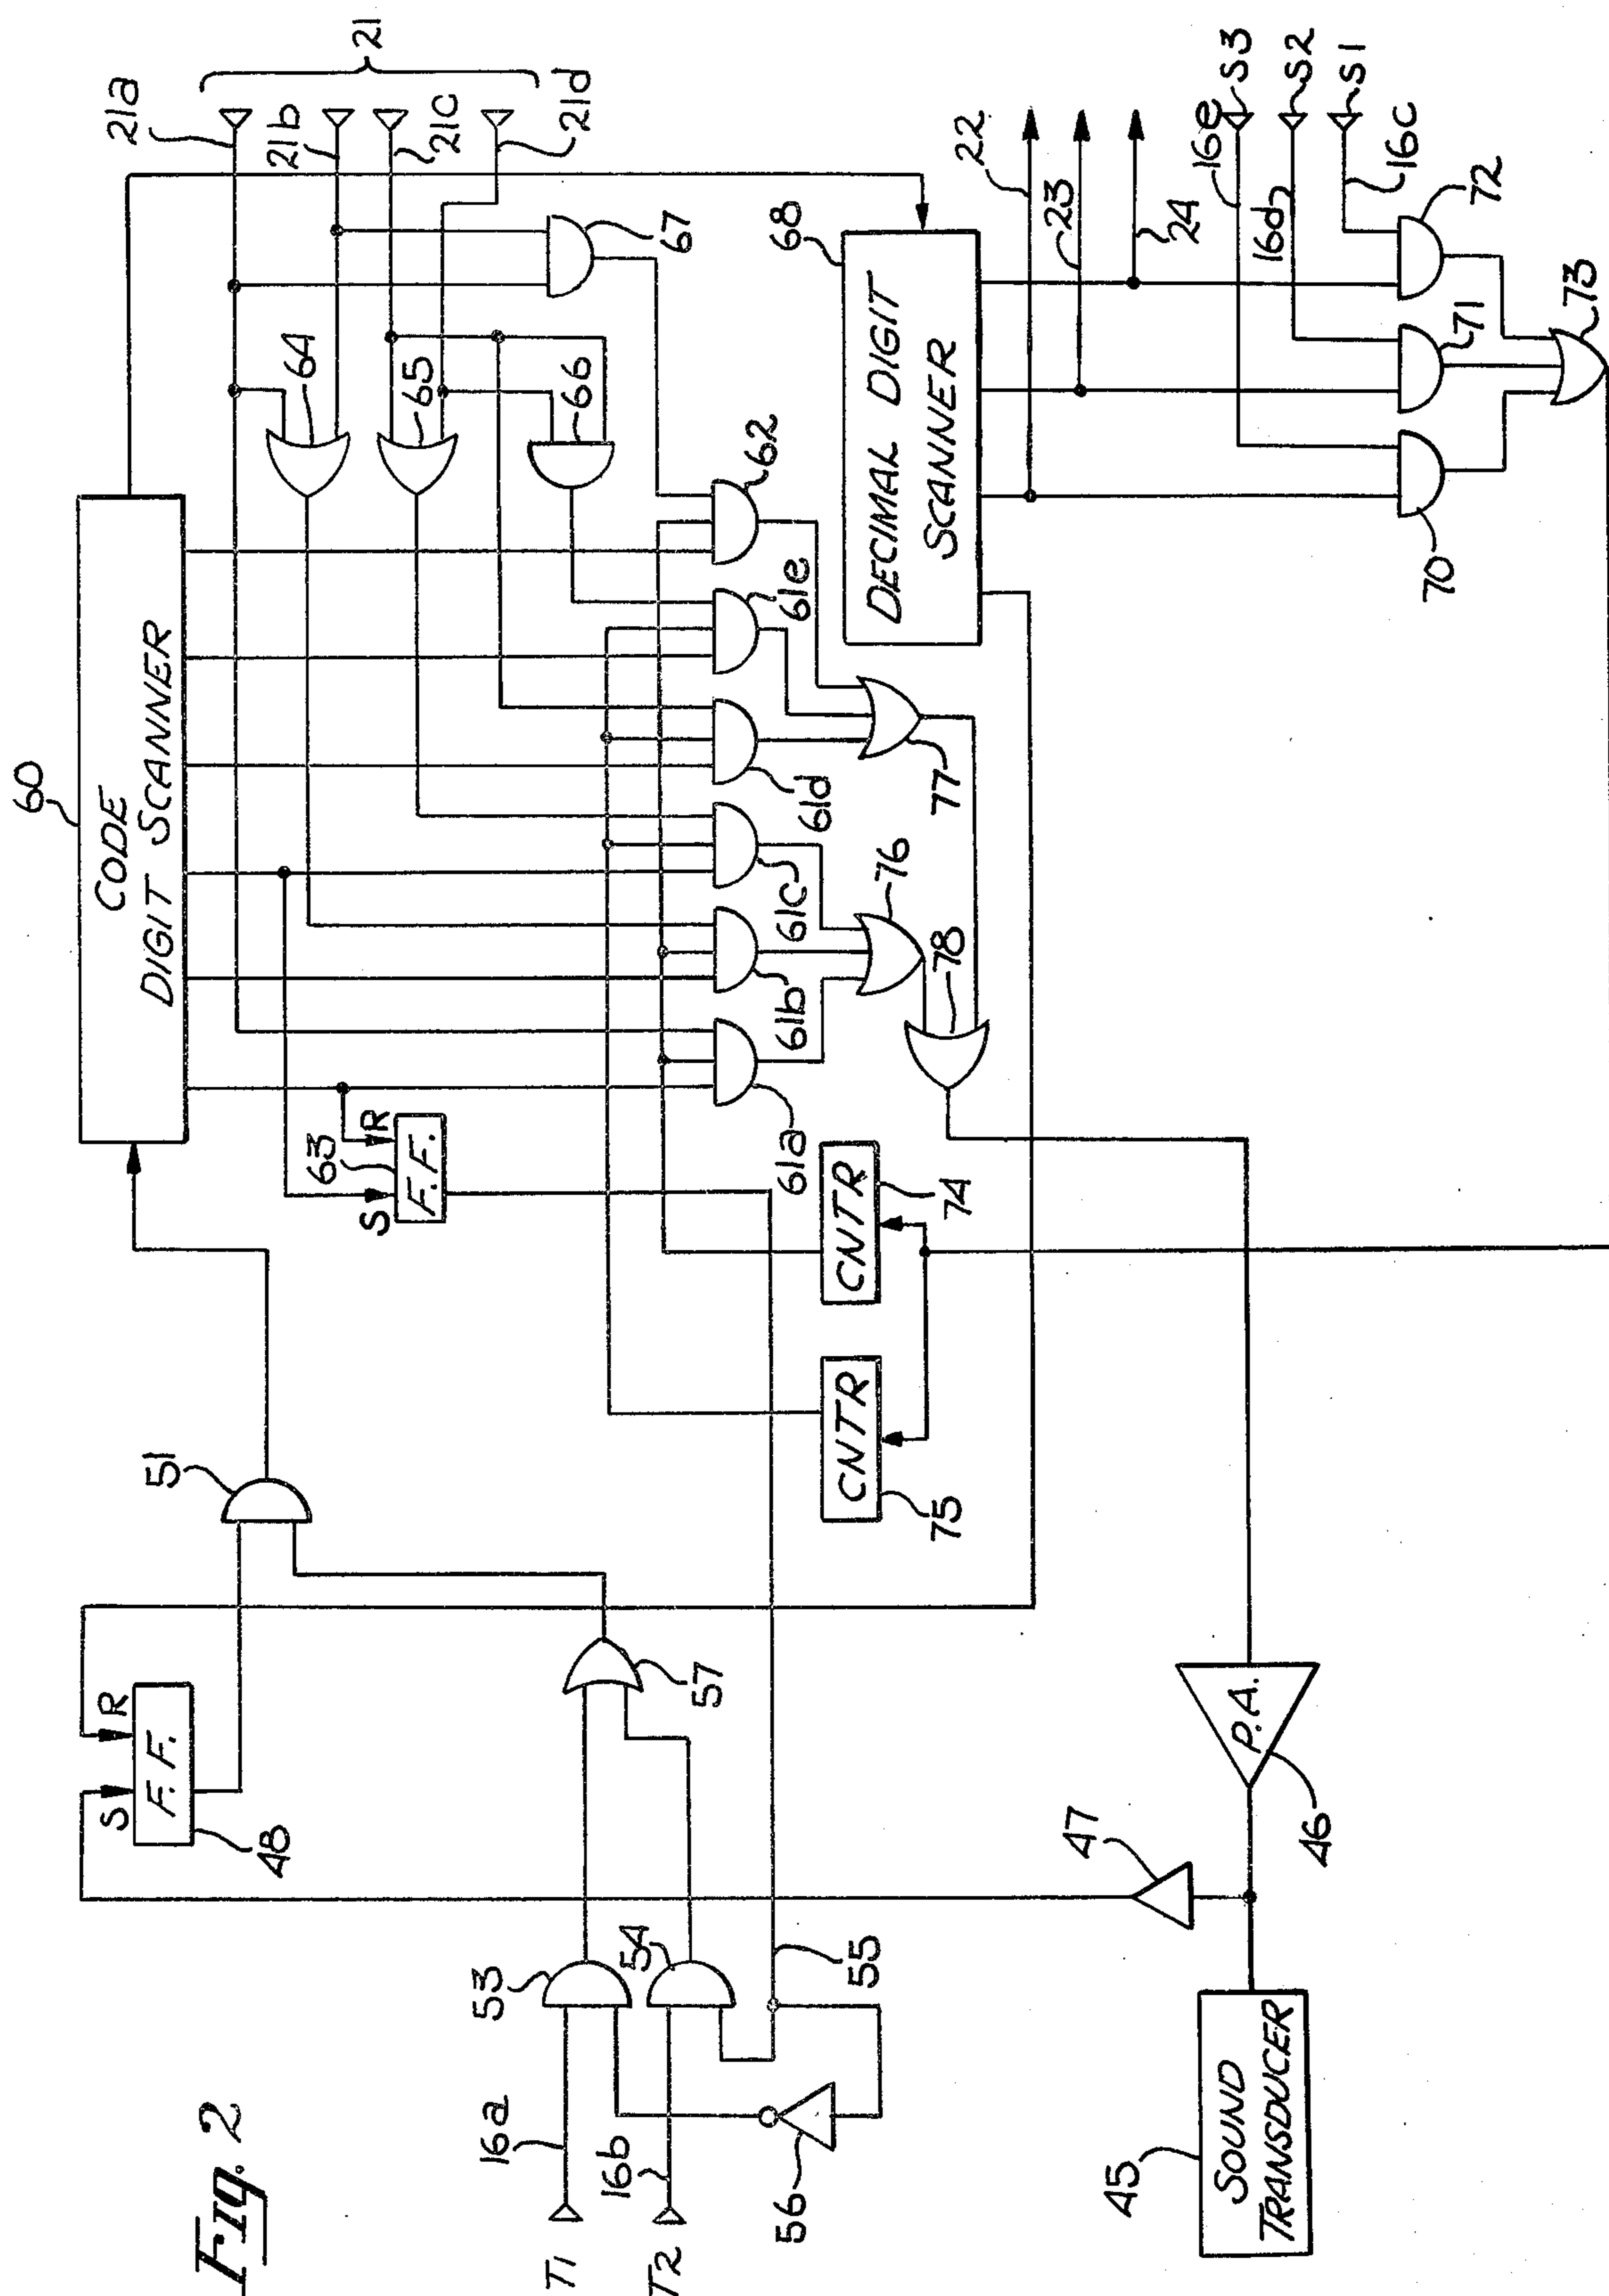 Fig. 2
60
CODE
DIGIT SCANNER
21a
21b
21
21c
21d
51
63
S
R
F.F.
64
65
66
67
62
61e
61d
61c
61b
61a
S
R
F.F.
48
57
53
54
55
56
16a
16b
T1
T2
CNTR
74
CNTR
75
76
77
78
68
DECIMAL DIGIT
SCANNER
22
23
24
16e
S3
16d
S2
S1
16c
72
71
70
73
P.A.
46
47
45
SOUND
TRANSDUCER